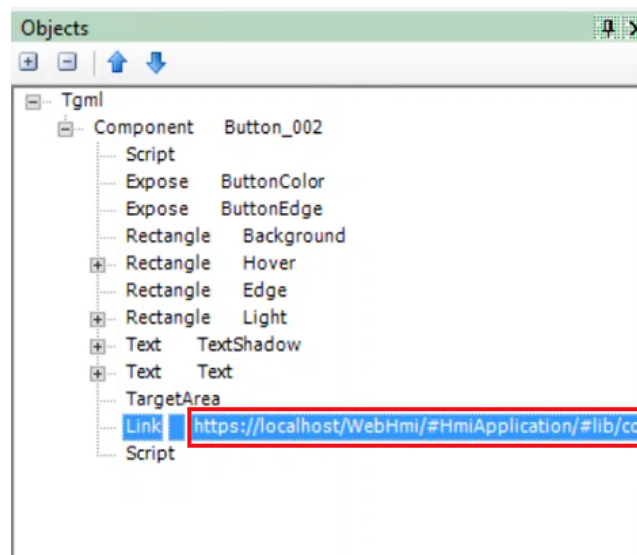 Objects
Tgml
Component Button_002
Script
Expose ButtonColor
Expose ButtonEdge
Rectangle Background
Rectangle Hover
Rectangle Edge
Rectangle Light
Text TextShadow
Text Text
TargetArea
Link https://localhost/WebHmi/#HmiApplication/#lib/co
Script